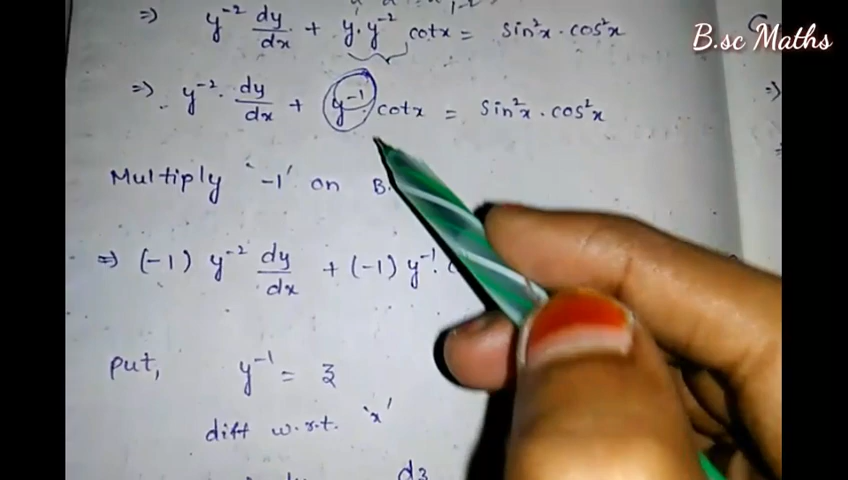 ⇒ y⁻² dy/dx + y·y⁻² cotx = sin²x·cos²x
B.sc Maths
⇒ y⁻²· dy/dx + y⁻¹· cotx = sin²x·cos²x
Multiply '-1' on B.
⇒ (-1) y⁻² dy/dx + (-1) y⁻¹·
put, y⁻¹ = z
diff w.r.t. 'x'
dz